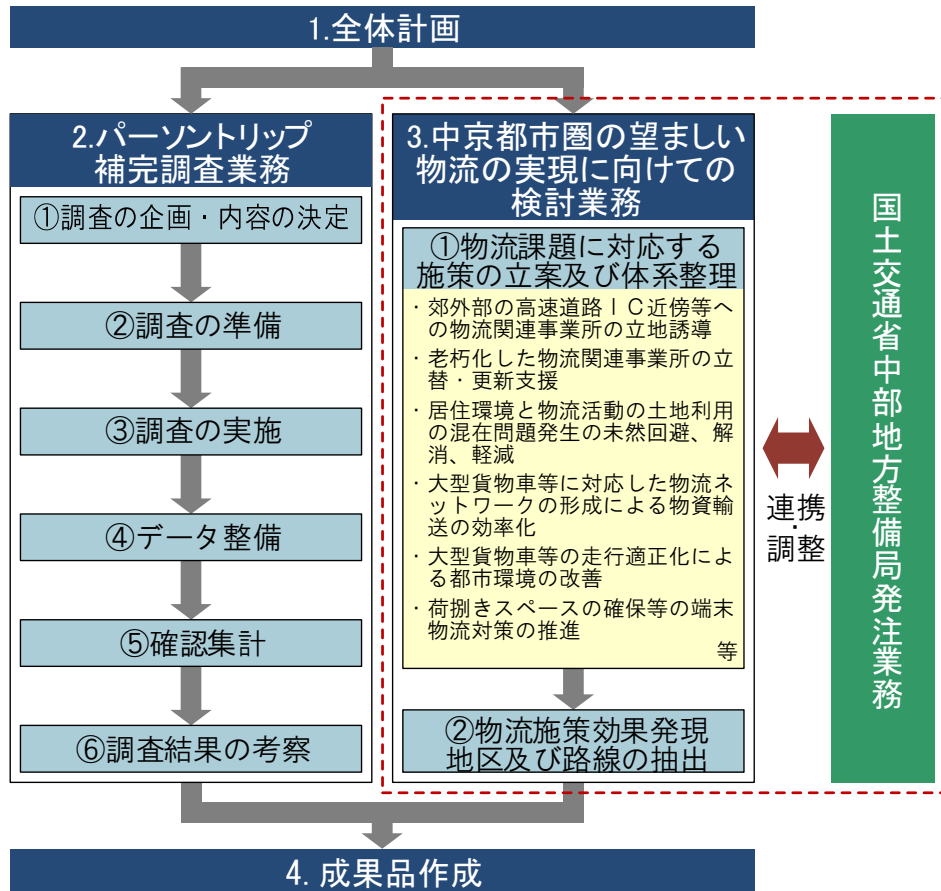 1.全体計画
2.パーソントリップ
補完調査業務
①調査の企画・内容の決定
②調査の準備
③調査の実施
④データ整備
⑤確認集計
⑥調査結果の考察
3.中京都市圏の望ましい
物流の実現に向けての
検討業務
①物流課題に対応する
施策の立案及び体系整理
・郊外部の高速道路ＩＣ近傍等へ
の物流関連事業所の立地誘導
・老朽化した物流関連事業所の立
替・更新支援
・居住環境と物流活動の土地利用
の混在問題発生の未然回避、解
消、軽減
・大型貨物車等に対応した物流ネ
ットワークの形成による物資輸
送の効率化
・大型貨物車等の走行適正化によ
る都市環境の改善
・荷捌きスペースの確保等の端末
物流対策の推進
等
②物流施策効果発現
地区及び路線の抽出
連携・
調整
国土交通省中部地方整備局発注業務
4.成果品作成